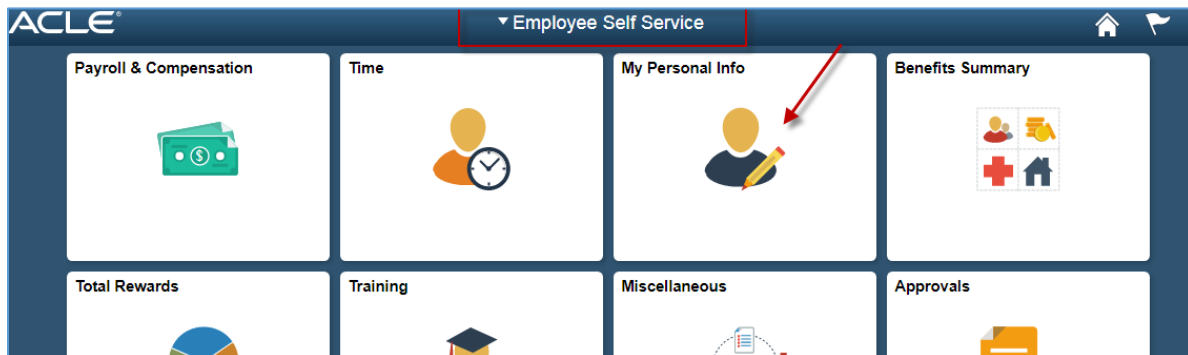 ACLE®
Employee Self Service
Payroll & Compensation
Time
My Personal Info
Benefits Summary
Total Rewards
Training
Miscellaneous
Approvals